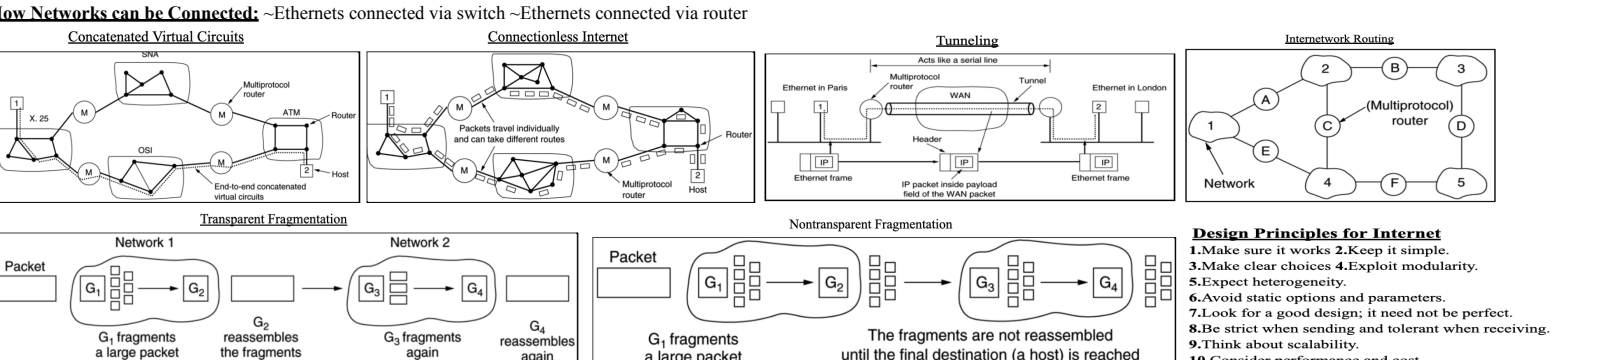 How Networks can be Connected: ~Ethernets connected via switch ~Ethernets connected via router
Concatenated Virtual Circuits
SNA
1
X. 25
M
M
Multiprotocol
router
ATM
Router
OSI
M
M
2
Host
End-to-end concatenated
virtual circuits
Connectionless Internet
1
M
M
Packets travel individually
and can take different routes
Router
M
M
2
Host
Multiprotocol
router
Tunneling
Acts like a serial line
Multiprotocol
router
Tunnel
Ethernet in Paris
WAN
Ethernet in London
1
2
Header
IP
IP
IP
Ethernet frame
IP packet inside payload
field of the WAN packet
Ethernet frame
Internetwork Routing
2
B
3
A
(Multiprotocol)
router
1
C
D
E
Network
4
F
5
Transparent Fragmentation
Network 1
Network 2
Packet
G1
G2
G3
G4
G1 fragments
a large packet
G2
reassembles
the fragments
G3 fragments
again
G4
reassembles
again
Nontransparent Fragmentation
Packet
G1
G2
G3
G4
G1 fragments
a large packet
The fragments are not reassembled
until the final destination (a host) is reached
Design Principles for Internet
1.Make sure it works 2.Keep it simple.
3.Make clear choices 4.Exploit modularity.
5.Expect heterogeneity.
6.Avoid static options and parameters.
7.Look for a good design; it need not be perfect.
8.Be strict when sending and tolerant when receiving.
9.Think about scalability.
10.Consider performance and cost